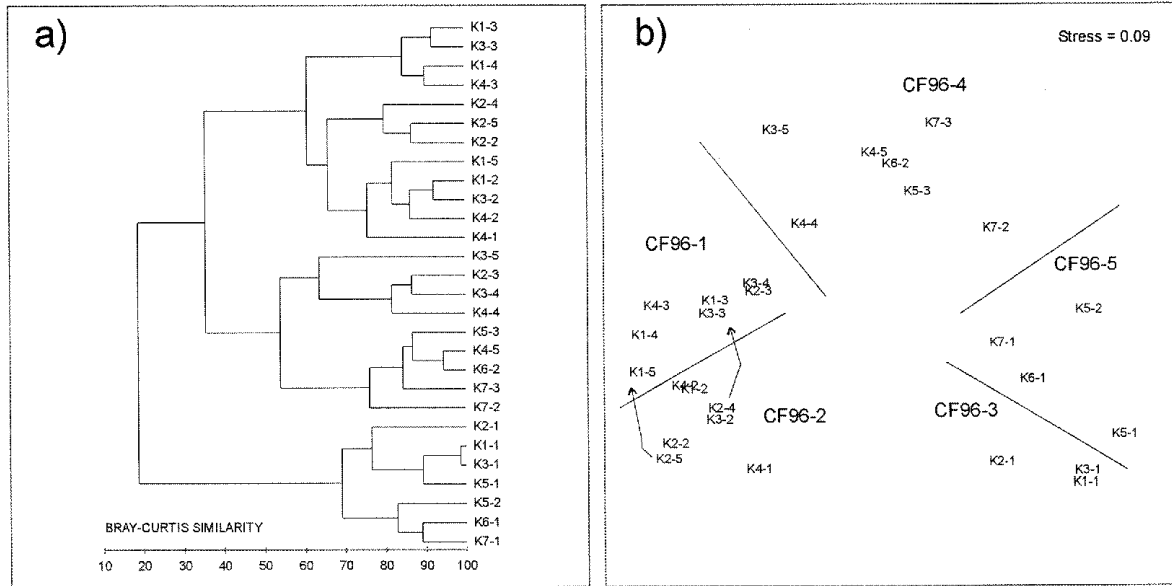 a)
K1-3
K3-3
K1-4
K4-3
K2-4
K2-5
K2-2
K1-5
K1-2
K3-2
K4-2
K4-1
K3-5
K2-3
K3-4
K4-4
K5-3
K4-5
K6-2
K7-3
K7-2
K2-1
K1-1
K3-1
K5-1
K5-2
K6-1
K7-1
BRAY-CURTIS SIMILARITY
10 20 30 40 50 60 70 80 90 100
b)
Stress = 0.09
CF96-4
K7-3
K3-5
K4-5
K6-2
K5-3
K4-4
K7-2
CF96-1
CF96-5
K3-4
K2-3
K4-3
K1-3
K3-3
K5-2
K1-4
K7-1
K1-5
K6-1
K4-2
K1-2
K2-4
K3-2
CF96-2
CF96-3
K5-1
K2-2
K2-5
K4-1
K2-1
K3-1
K1-1